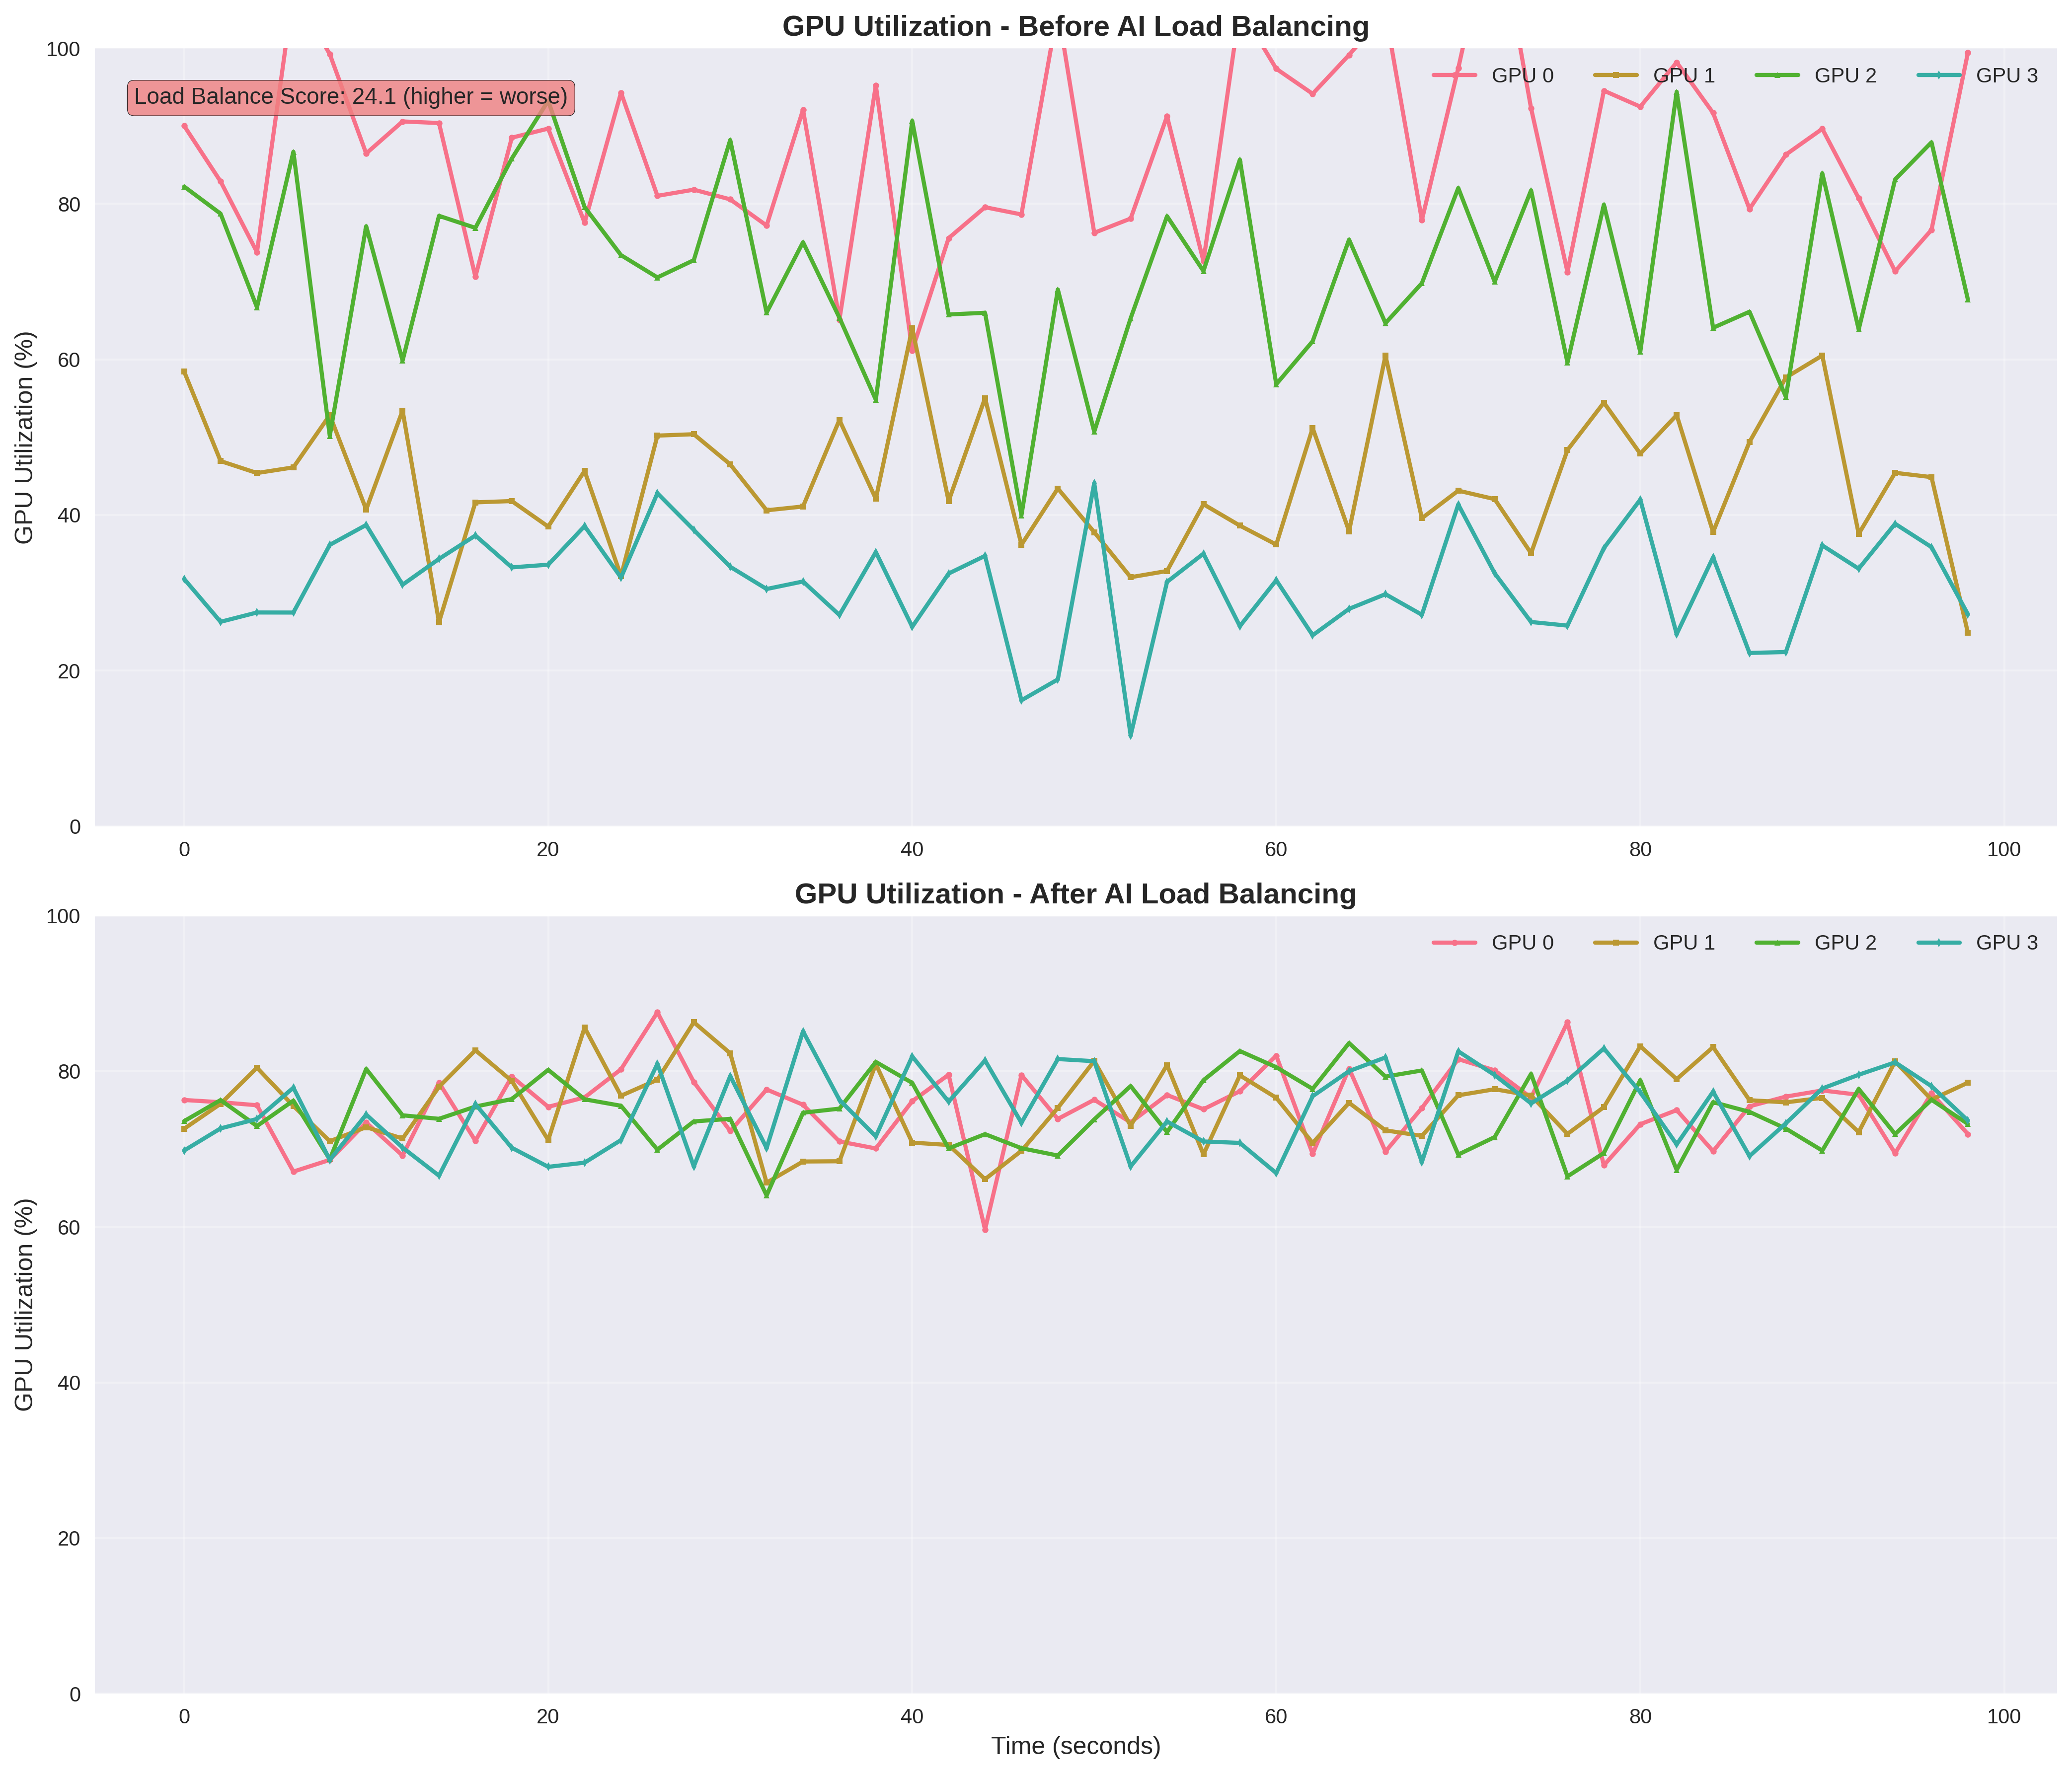 GPU Utilization - Before AI Load Balancing
100
80
60
40
20
0
GPU Utilization (%)
Load Balance Score: 24.1 (higher = worse)
GPU 0 GPU 1 GPU 2 GPU 3
0 20 40 60 80 100
GPU Utilization - After AI Load Balancing
100
80
60
40
20
0
GPU Utilization (%)
GPU 0 GPU 1 GPU 2 GPU 3
0 20 40 60 80 100
Time (seconds)